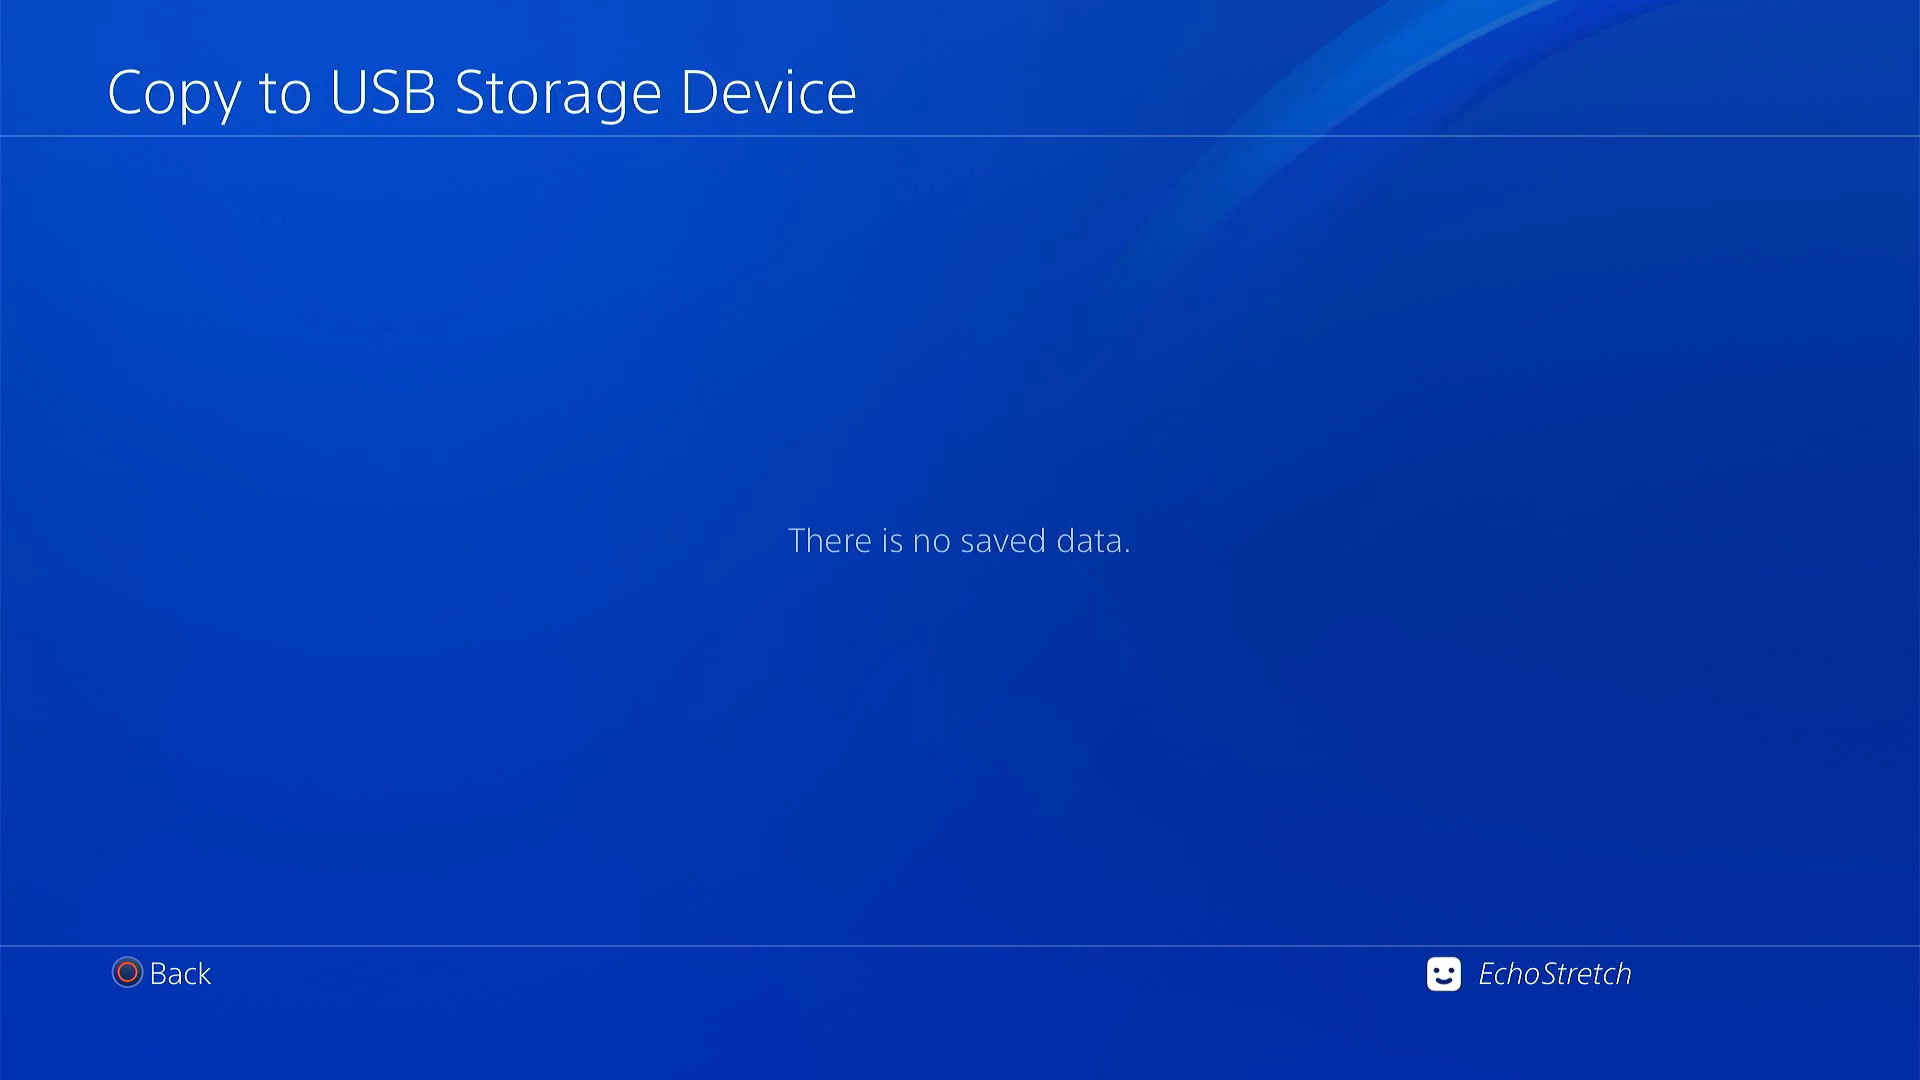 Copy to USB Storage Device
There is no saved data.
Back
EchoStretch